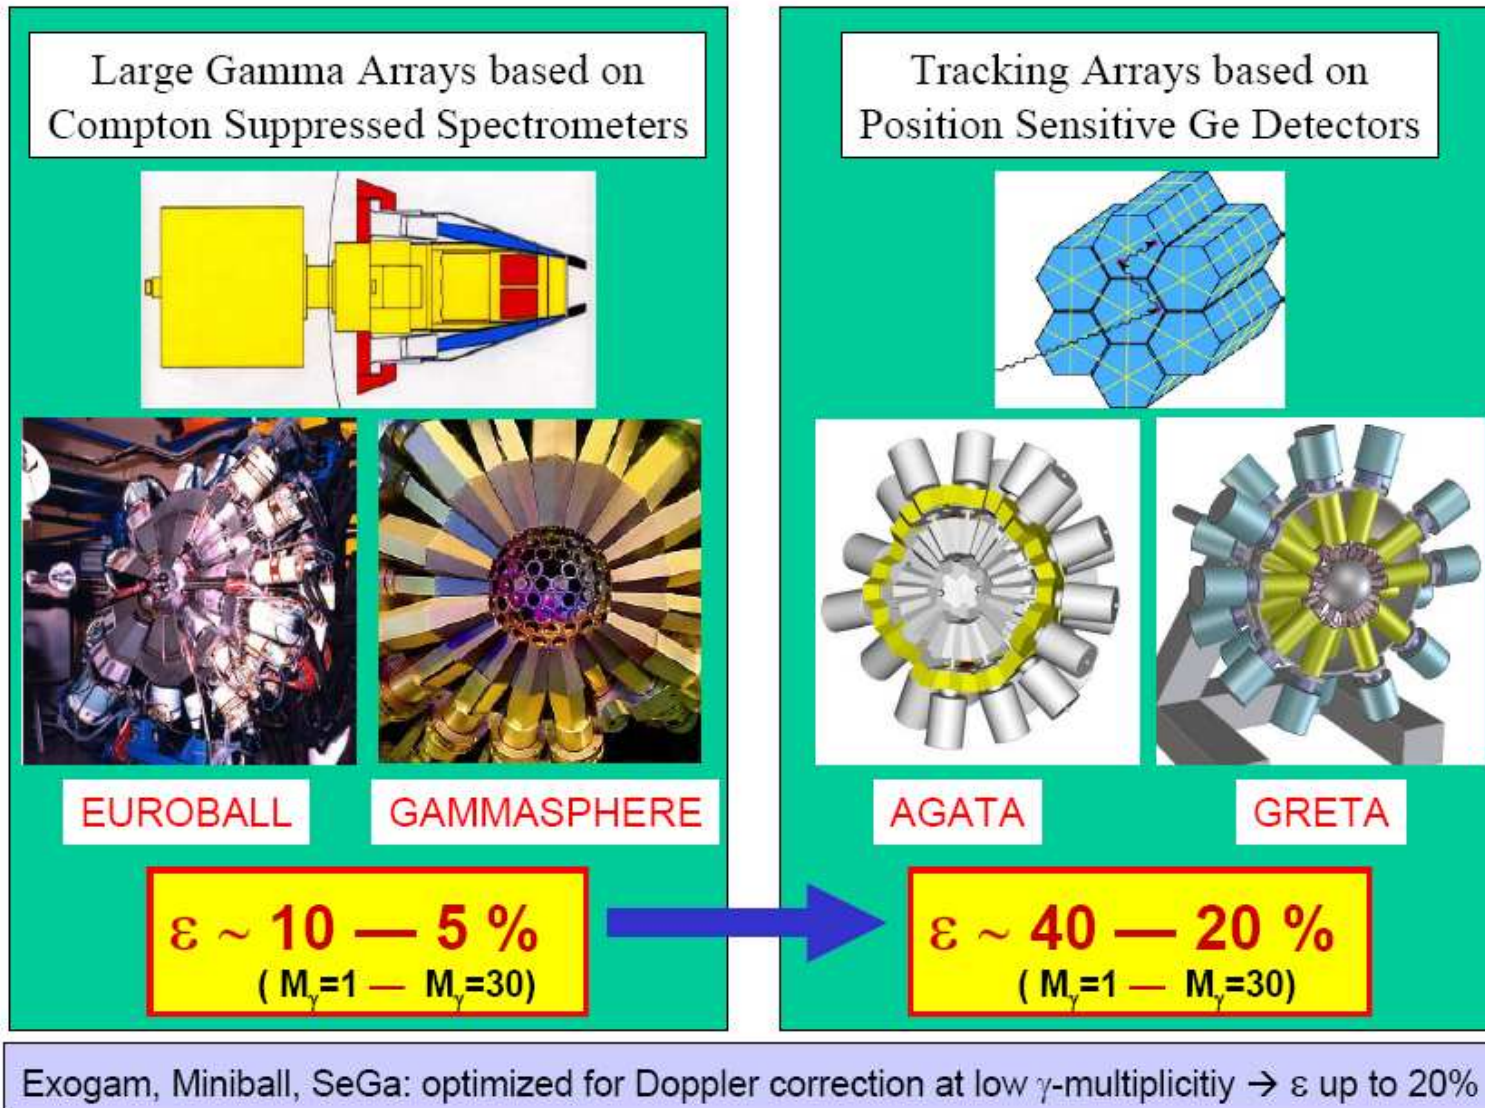 Large Gamma Arrays based on
Compton Suppressed Spectrometers
EUROBALL
GAMMASPHERE
ε ~ 10 — 5 %
( Mγ=1 — Mγ=30)
Tracking Arrays based on
Position Sensitive Ge Detectors
AGATA
GRETA
ε ~ 40 — 20 %
( Mγ=1 — Mγ=30)
Exogam, Miniball, SeGa: optimized for Doppler correction at low γ-multiplicitiy → ε up to 20%